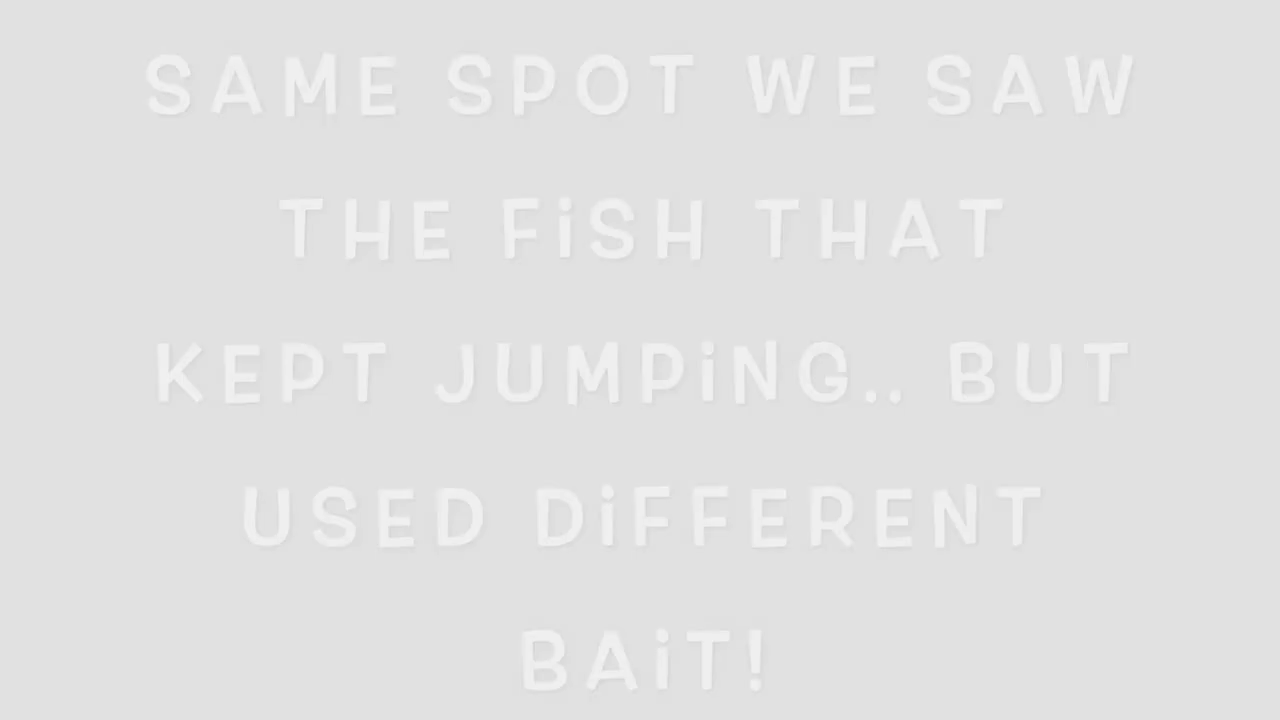 SAME SPOT WE SAW
THE FiSH THAT
KEPT JUMPiNG.. BUT
USED DiFFERENT
BAiT!